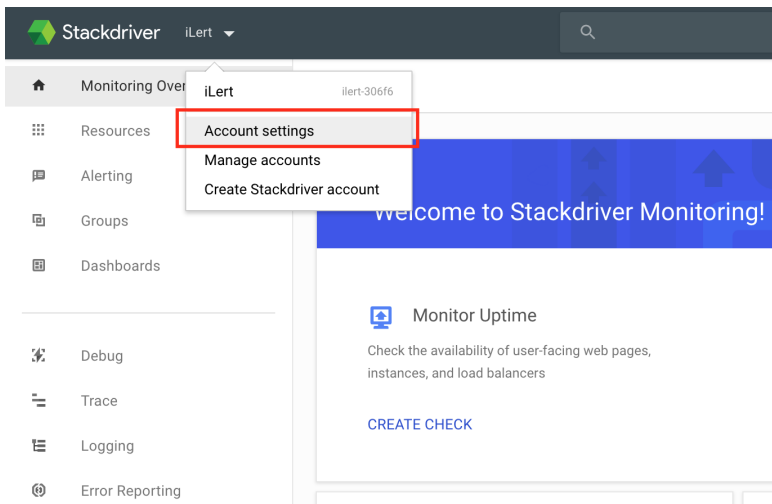 Stackdriver iLert
Monitoring Over
iLert ilert-306f6
Resources
Account settings
Manage accounts
Alerting
Create Stackdriver account
Groups
Welcome to Stackdriver Monitoring!
Dashboards
Monitor Uptime
Check the availability of user-facing web pages,
instances, and load balancers
Debug
Trace
CREATE CHECK
Logging
Error Reporting